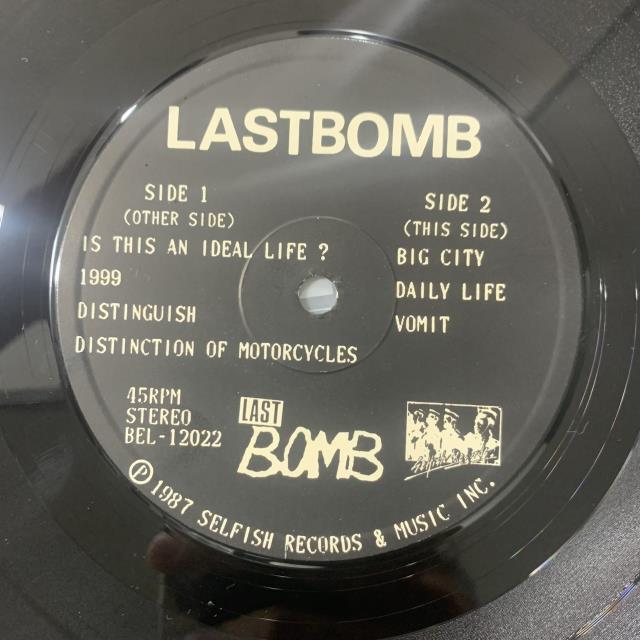 LASTBOMB
SIDE 1
(OTHER SIDE)
IS THIS AN IDEAL LIFE ?
1999
DISTINGUISH
DISTINCTION OF MOTORCYCLES
SIDE 2
(THIS SIDE)
BIG CITY
DAILY LIFE
VOMIT
45RPM
STEREO
BEL-12022
LAST
BOMB
Ⓟ1987 SELFISH RECORDS & MUSIC INC.